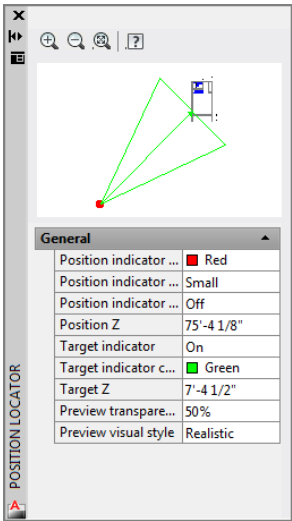 General
Position indicator ... Red
Position indicator ... Small
Position indicator ... Off
Position Z 75'-4 1/8"
Target indicator On
Target indicator c... Green
Target Z 7'-4 1/2"
Preview transpare... 50%
Preview visual style Realistic
POSITION LOCATOR